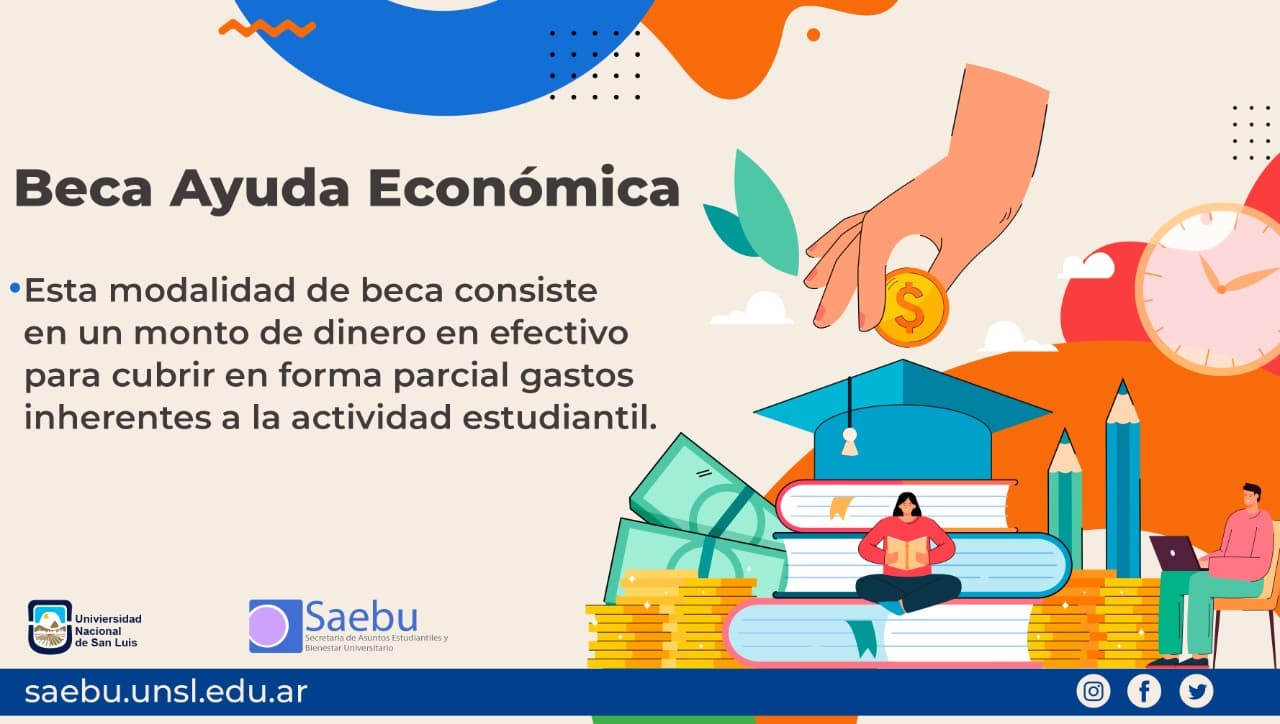 Beca Ayuda Económica
•Esta modalidad de beca consiste
en un monto de dinero en efectivo
para cubrir en forma parcial gastos
inherentes a la actividad estudiantil.
$
Universidad
Nacional
de San Luis
Saebu
Secretaría de Asuntos Estudiantiles y
Bienestar Universitario
saebu.unsl.edu.ar